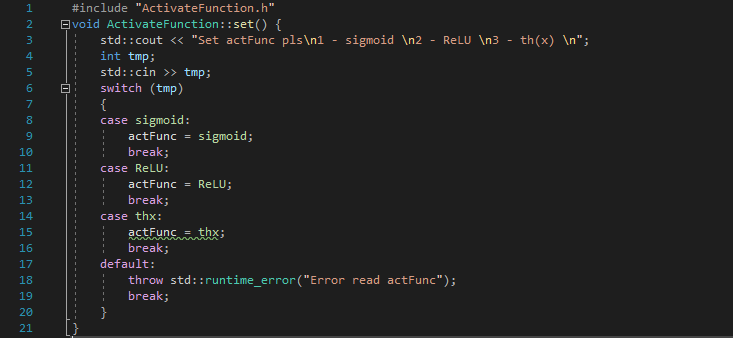 1 #include "ActivateFunction.h"
2 void ActivateFunction::set() {
3 std::cout << "Set actFunc pls\n1 - sigmoid \n2 - ReLU \n3 - th(x) \n";
4 int tmp;
5 std::cin >> tmp;
6 switch (tmp)
7 {
8 case sigmoid:
9 actFunc = sigmoid;
10 break;
11 case ReLU:
12 actFunc = ReLU;
13 break;
14 case thx:
15 actFunc = thx;
16 break;
17 default:
18 throw std::runtime_error("Error read actFunc");
19 break;
20 }
21 }